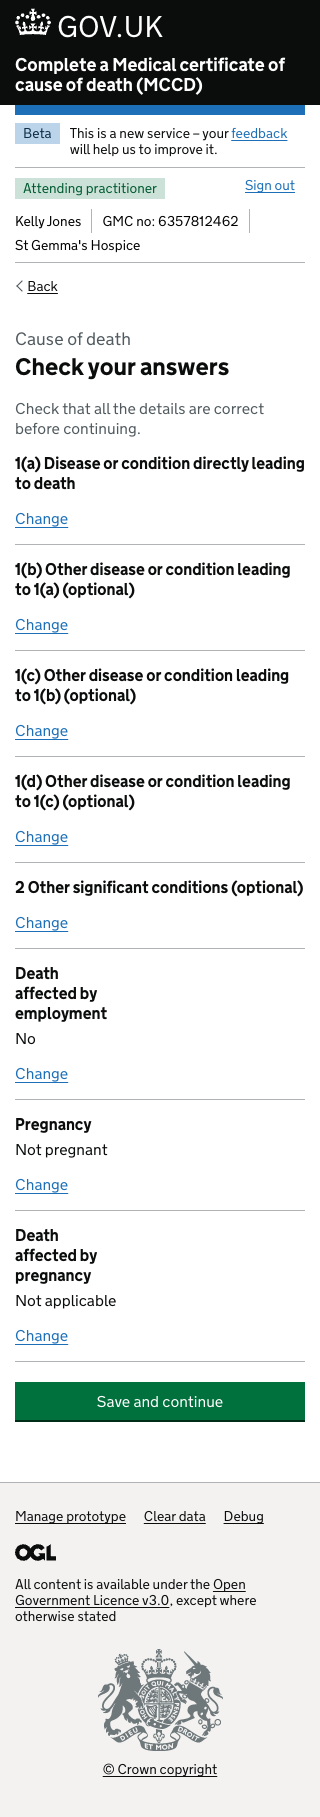 GOV.UK
Complete a Medical certificate of
cause of death (MCCD)
Beta
This is a new service – your feedback
will help us to improve it.
Attending practitioner
Sign out
Kelly Jones
GMC no: 6357812462
St Gemma's Hospice
Back
Cause of death
Check your answers
Check that all the details are correct
before continuing.
1(a) Disease or condition directly leading
to death
Change
1(b) Other disease or condition leading
to 1(a) (optional)
Change
1(c) Other disease or condition leading
to 1(b) (optional)
Change
1(d) Other disease or condition leading
to 1(c) (optional)
Change
2 Other significant conditions (optional)
Change
Death
affected by
employment
No
Change
Pregnancy
Not pregnant
Change
Death
affected by
pregnancy
Not applicable
Change
Save and continue
Manage prototype Clear data Debug
OGL
All content is available under the Open
Government Licence v3.0, except where
otherwise stated
DIEU ET MON DROIT
© Crown copyright